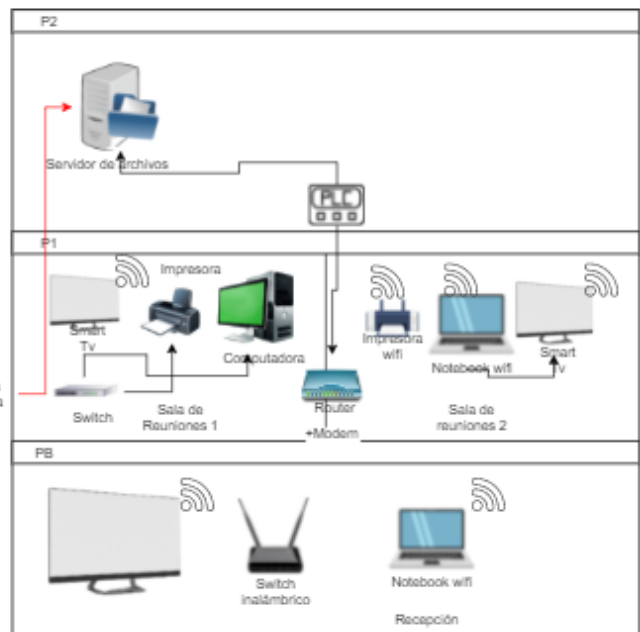 P2
Servidor de archivos
PLC
P1
Impresora
Smart
Tv
Computadora
Switch
Sala de
Reuniones 1
Router
+Modem
Impresora
wifi
Notebook wifi
Smart
Tv
Sala de
reuniones 2
PB
Switch
inalámbrico
Notebook wifi
Recepción